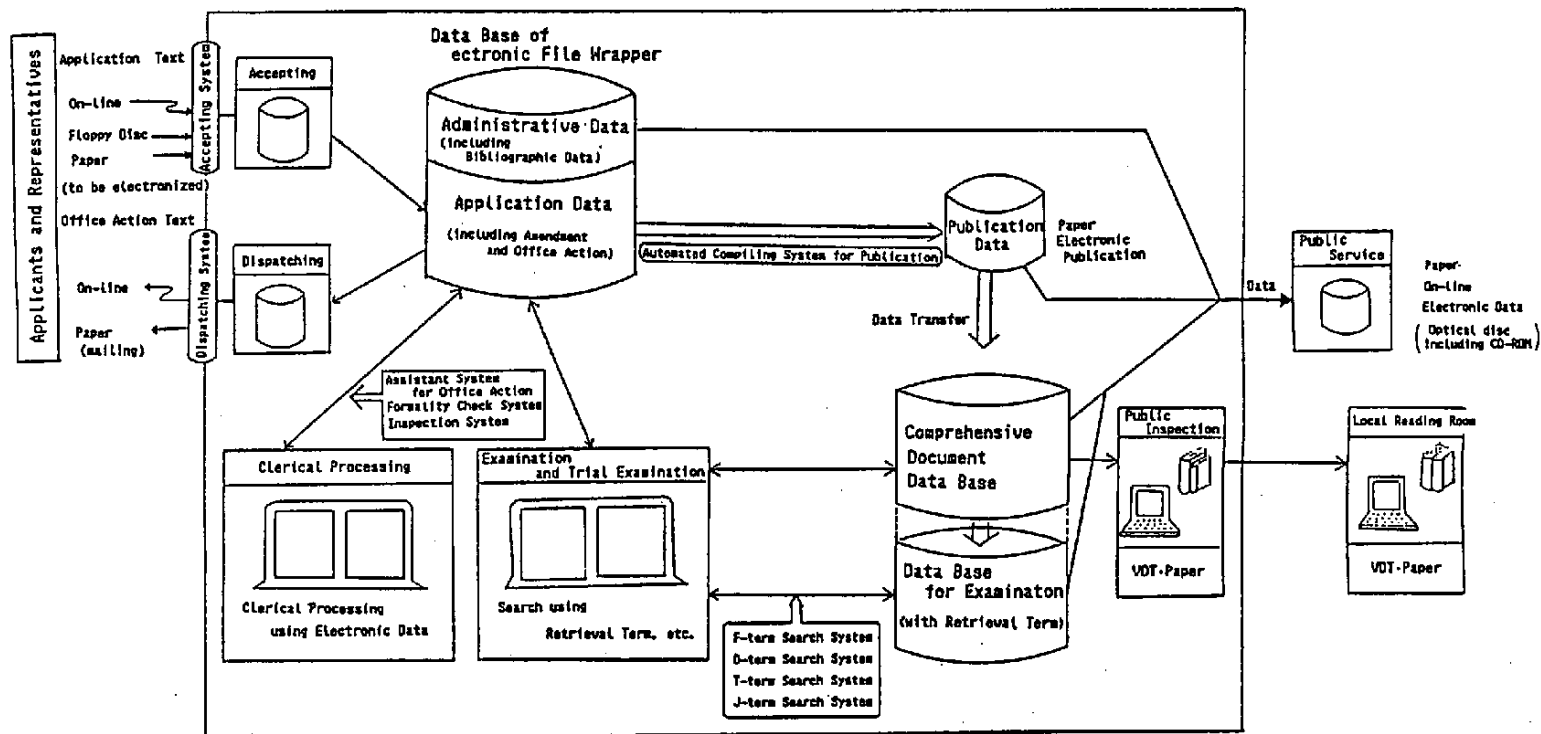 Applicants and Representatives
Application Text
On-line
Floppy Disc
Paper
(to be electronized)
Office Action Text
On-line
Paper
(mailing)
Accepting System
Dispatching System
Accepting
Dispatching
Data Base of
ectronic File Wrapper
Administrative Data
(including
Bibliographic Data)
Application Data
(including Amendment
and Office Action)
Automated Compiling System for Publication
Publication
Data
Paper
Electronic
Publication
Data Transfer
Data
Public
Service
Paper
On-line
Electronic Data
(Optical disc
including CD-ROM)
Assistant System
for Office Action
Formality Check System
Inspection System
Clerical Processing
Clerical Processing
using Electronic Data
Examination
and Trial Examination
Search using
Retrieval Term, etc.
Comprehensive
Document
Data Base
Data Base
for Examinaton
(with Retrieval Term)
F-term Search System
D-term Search System
T-term Search System
J-term Search System
Public
Inspection
VDT·Paper
Local Reading Room
VDT·Paper